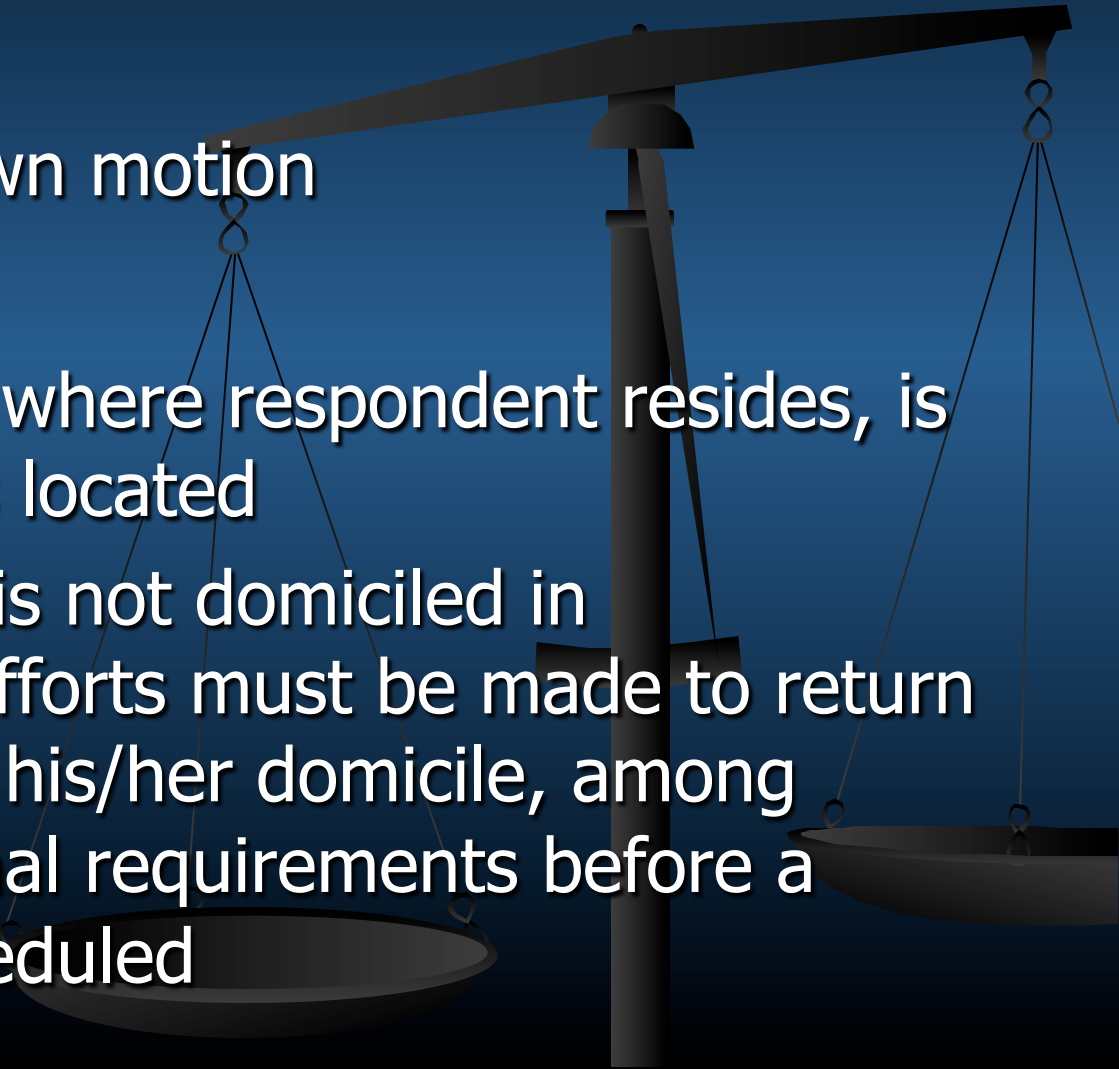 wn motion
where respondent resides, is
located
is not domiciled in
fforts must be made to return
his/her domicile, among
al requirements before a
eduled